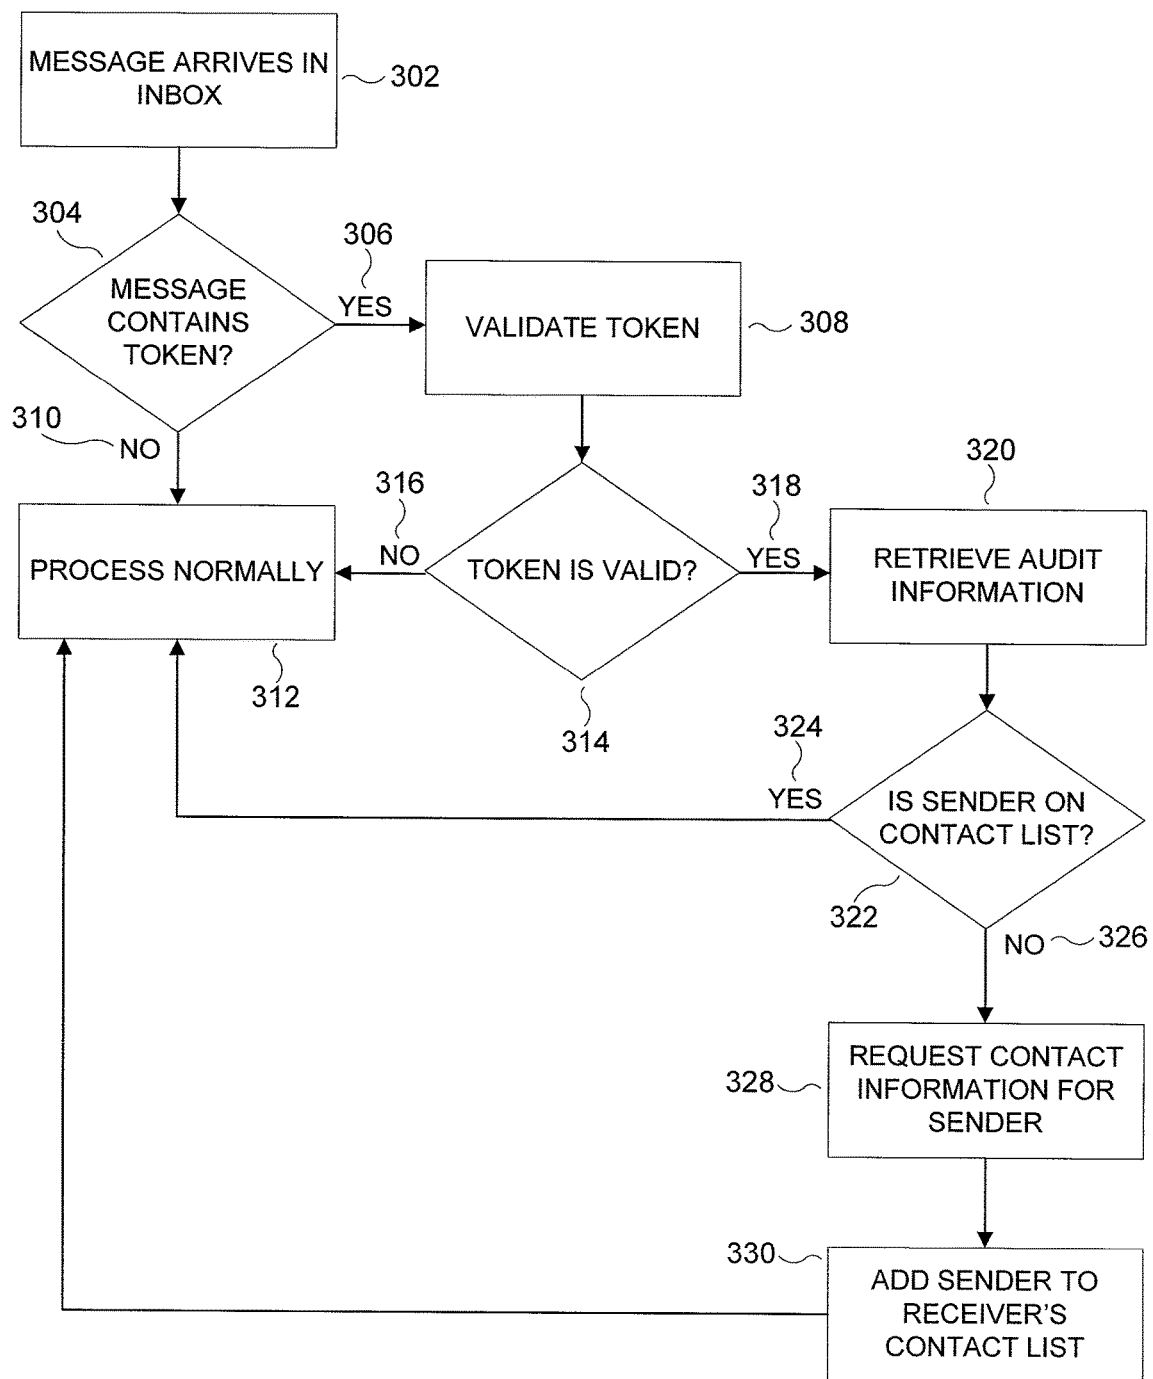 MESSAGE ARRIVES IN
INBOX
302
304
MESSAGE
CONTAINS
TOKEN?
306
YES
VALIDATE TOKEN
308
310
NO
PROCESS NORMALLY
312
316
NO
TOKEN IS VALID?
314
318
YES
320
RETRIEVE AUDIT
INFORMATION
324
YES
IS SENDER ON
CONTACT LIST?
322
NO
326
REQUEST CONTACT
INFORMATION FOR
SENDER
328
330
ADD SENDER TO
RECEIVER'S
CONTACT LIST